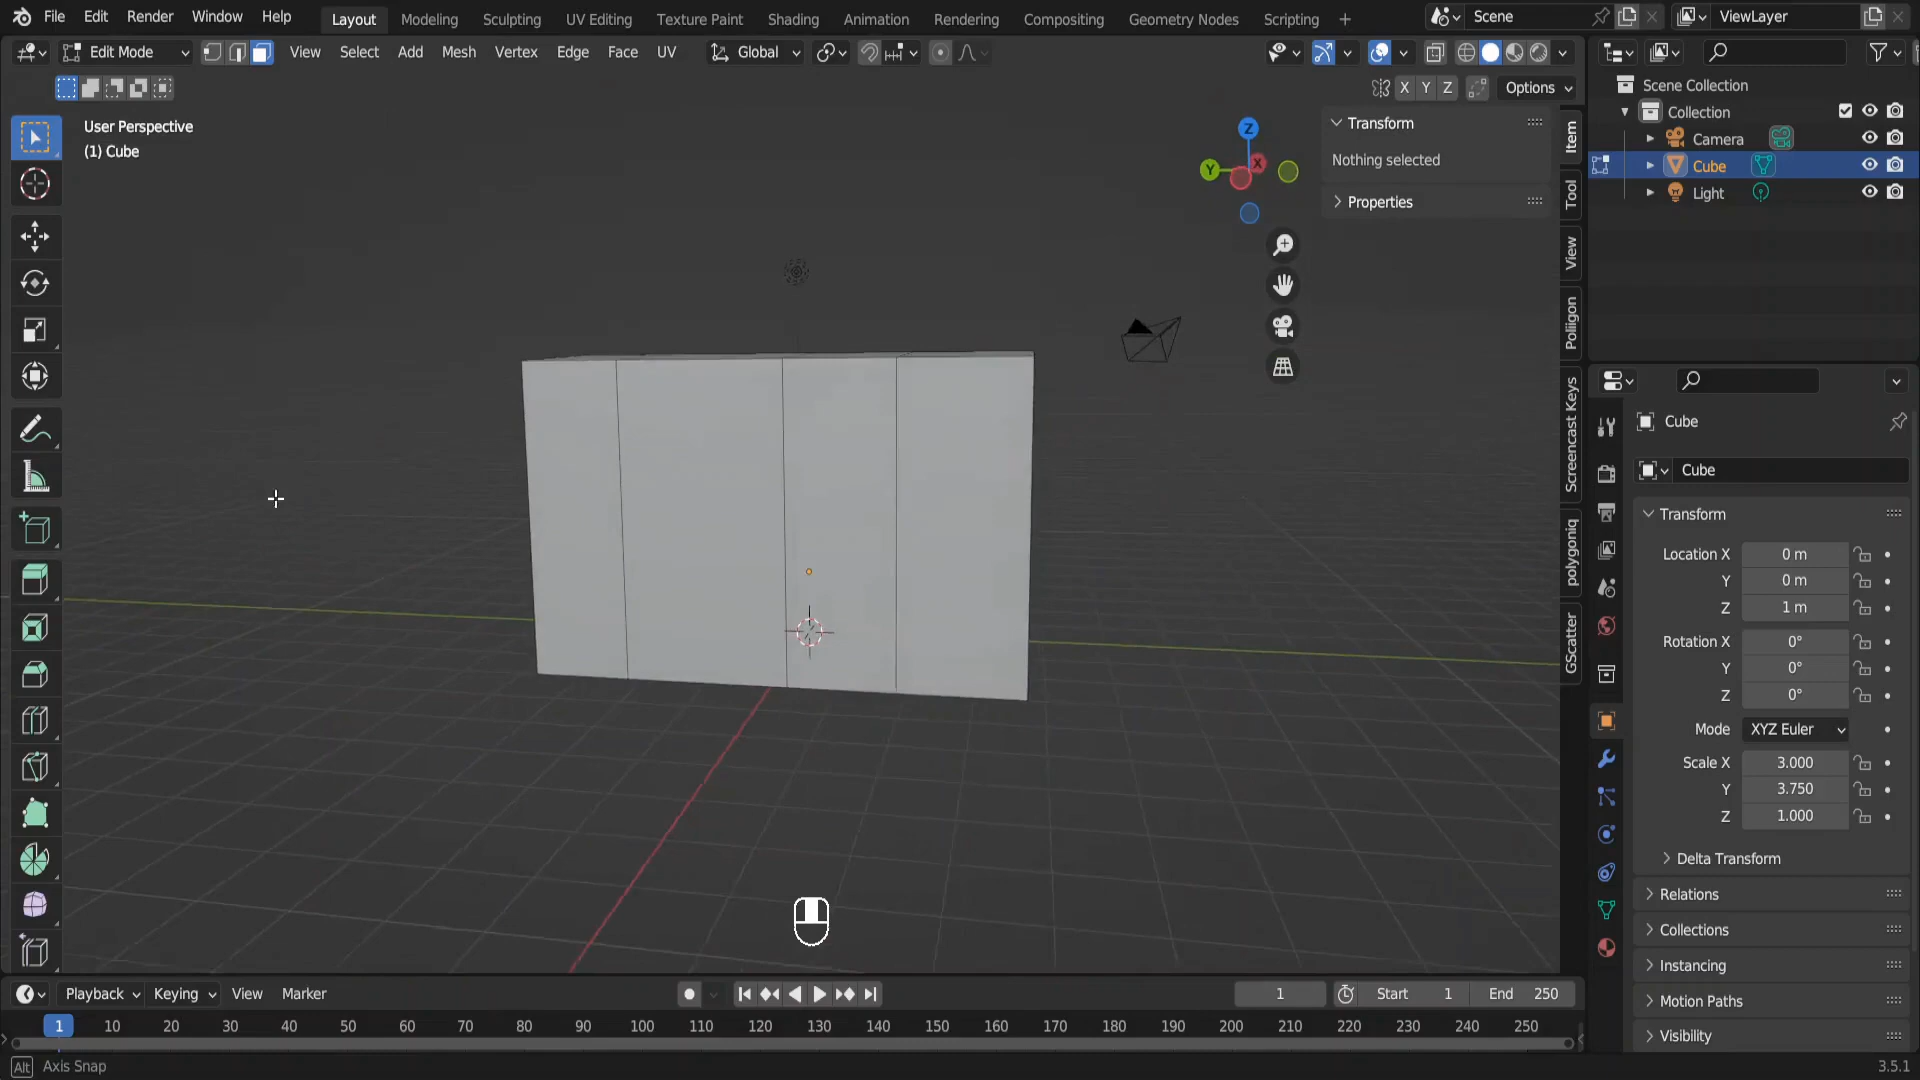 File Edit Render Window Help
Layout Modeling Sculpting UV Editing Texture Paint Shading Animation Rendering Compositing Geometry Nodes Scripting +
Scene
ViewLayer
Edit Mode View Select Add Mesh Vertex Edge Face UV Global
X Y Z Options
User Perspective
(1) Cube
Z
Y
X
Transform
Nothing selected
Properties
Item
Tool
View
Poliigon
Screencast Keys
polygoniq
GScatter
Scene Collection
Collection
Camera
Cube
Light
Cube
Cube
Transform
Location X 0 m
Y 0 m
Z 1 m
Rotation X 0°
Y 0°
Z 0°
Mode XYZ Euler
Scale X 3.000
Y 3.750
Z 1.000
Delta Transform
Relations
Collections
Instancing
Motion Paths
Visibility
Playback Keying View Marker
1 Start 1 End 250
1 10 20 30 40 50 60 70 80 90 100 110 120 130 140 150 160 170 180 190 200 210 220 230 240 250
Alt Axis Snap
3.5.1